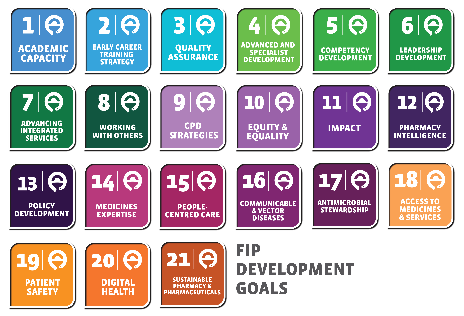 1
ACADEMIC
CAPACITY
2
EARLY CAREER
TRAINING
STRATEGY
3
QUALITY
ASSURANCE
4
ADVANCED AND
SPECIALIST
DEVELOPMENT
5
COMPETENCY
DEVELOPMENT
6
LEADERSHIP
DEVELOPMENT
7
ADVANCING
INTEGRATED
SERVICES
8
WORKING
WITH OTHERS
9
CPD
STRATEGIES
10
EQUITY &
EQUALITY
11
IMPACT
12
PHARMACY
INTELLIGENCE
13
POLICY
DEVELOPMENT
14
MEDICINES
EXPERTISE
15
PEOPLE-
CENTRED CARE
16
COMMUNICABLE
& VECTOR
DISEASES
17
ANTIMICROBIAL
STEWARDSHIP
18
ACCESS TO
MEDICINES
& SERVICES
19
PATIENT
SAFETY
20
DIGITAL
HEALTH
21
SUSTAINABLE
PHARMACY &
PHARMACEUTICALS
FIP
DEVELOPMENT
GOALS